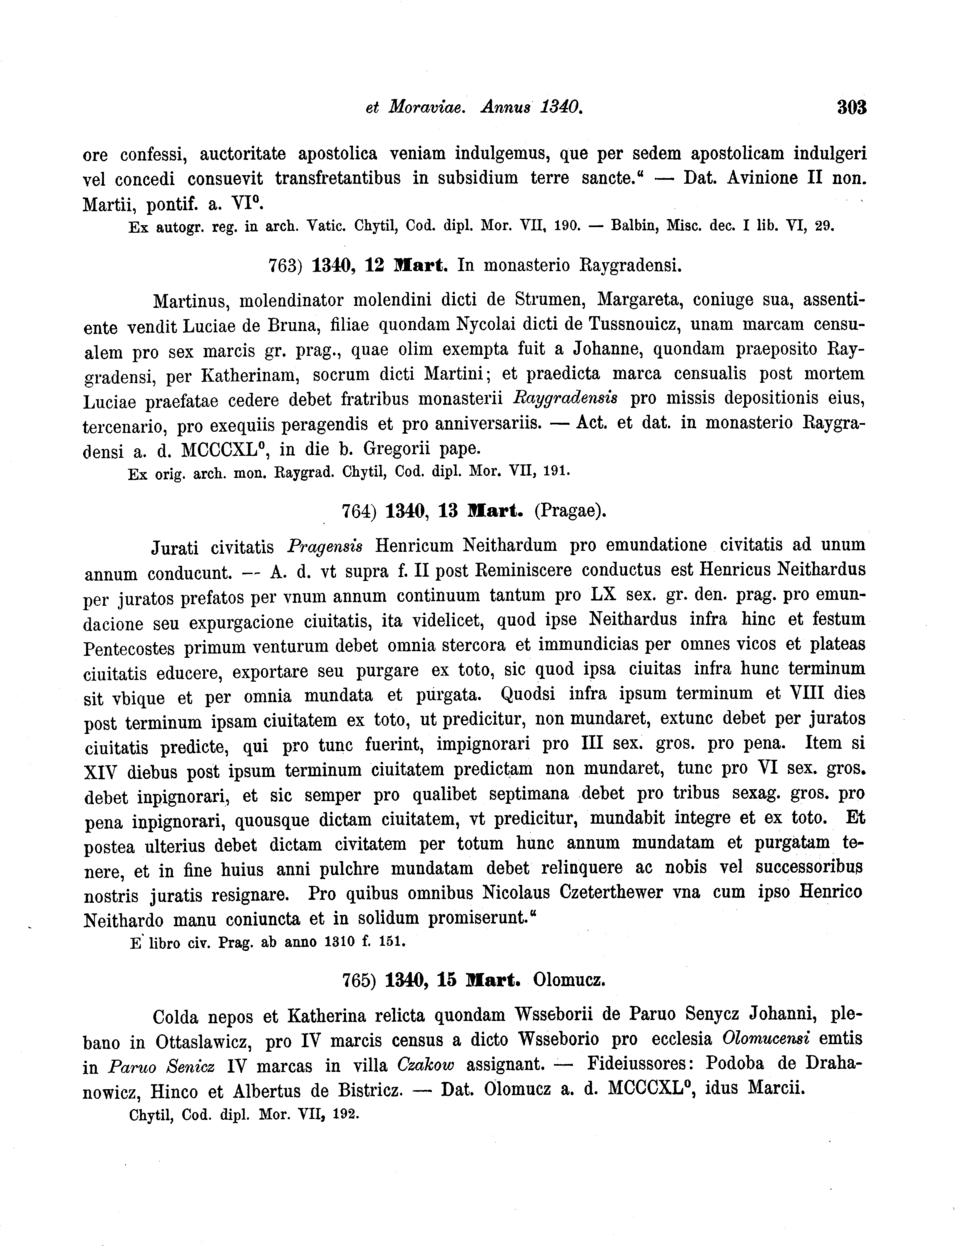 et Moraviae. Annus 1340. 303
ore confessi, auctoritate apostolica veniam indulgemus, que per sedem apostolicam indulgeri
vel concedi consuevit transfretantibus in subsidium terre sancte.“ — Dat. Avinione II non.
Martii, pontif. a. VI⁰.
Ex autogr. reg. in arch. Vatic. Chytil, Cod. dipl. Mor. VII, 190. — Balbin, Misc. dec. I lib. VI, 29.
763) 1340, 12 Mart. In monasterio Raygradensi.
Martinus, molendinator molendini dicti de Strumen, Margareta, coniuge sua, assenti-
ente vendit Luciae de Bruna, filiae quondam Nycolai dicti de Tussnouicz, unam marcam censu-
alem pro sex marcis gr. prag., quae olim exempta fuit a Johanne, quondam praeposito Ray-
gradensi, per Katherinam, socrum dicti Martini; et praedicta marca censualis post mortem
Luciae praefatae cedere debet fratribus monasterii Raygradensis pro missis depositionis eius,
tercenario, pro exequiis peragendis et pro anniversariis. — Act. et dat. in monasterio Raygra-
densi a. d. MCCCXL⁰, in die b. Gregorii pape.
Ex orig. arch. mon. Raygrad. Chytil, Cod. dipl. Mor. VII, 191.
764) 1340, 13 Mart. (Pragae).
Jurati civitatis Pragensis Henricum Neithardum pro emundatione civitatis ad unum
annum conducunt. — A. d. vt supra f. II post Reminiscere conductus est Henricus Neithardus
per juratos prefatos per vnum annum continuum tantum pro LX sex. gr. den. prag. pro emun-
dacione seu expurgacione ciuitatis, ita videlicet, quod ipse Neithardus infra hinc et festum
Pentecostes primum venturum debet omnia stercora et immundicias per omnes vicos et plateas
ciuitatis educere, exportare seu purgare ex toto, sic quod ipsa ciuitas infra hunc terminum
sit vbique et per omnia mundata et purgata. Quodsi infra ipsum terminum et VIII dies
post terminum ipsam ciuitatem ex toto, ut predicitur, non mundaret, extunc debet per juratos
ciuitatis predicte, qui pro tunc fuerint, impignorari pro III sex. gros. pro pena. Item si
XIV diebus post ipsum terminum ciuitatem predictam non mundaret, tunc pro VI sex. gros.
debet inpignorari, et sic semper pro qualibet septimana debet pro tribus sexag. gros. pro
pena inpignorari, quousque dictam ciuitatem, vt predicitur, mundabit integre et ex toto. Et
postea ulterius debet dictam civitatem per totum hunc annum mundatam et purgatam te-
nere, et in fine huius anni pulchre mundatam debet relinquere ac nobis vel successoribus
nostris juratis resignare. Pro quibus omnibus Nicolaus Czeterthewer vna cum ipso Henrico
Neithardo manu coniuncta et in solidum promiserunt.“
E libro civ. Prag. ab anno 1310 f. 151.
765) 1340, 15 Mart. Olomucz.
Colda nepos et Katherina relicta quondam Wsseborii de Paruo Senycz Johanni, ple-
bano in Ottaslawicz, pro IV marcis census a dicto Wsseborio pro ecclesia Olomucensi emtis
in Paruo Senicz IV marcas in villa Czakow assignant. — Fideiussores: Podoba de Draha-
nowicz, Hinco et Albertus de Bistricz. — Dat. Olomucz a. d. MCCCXL⁰, idus Marcii.
Chytil, Cod. dipl. Mor. VII, 192.